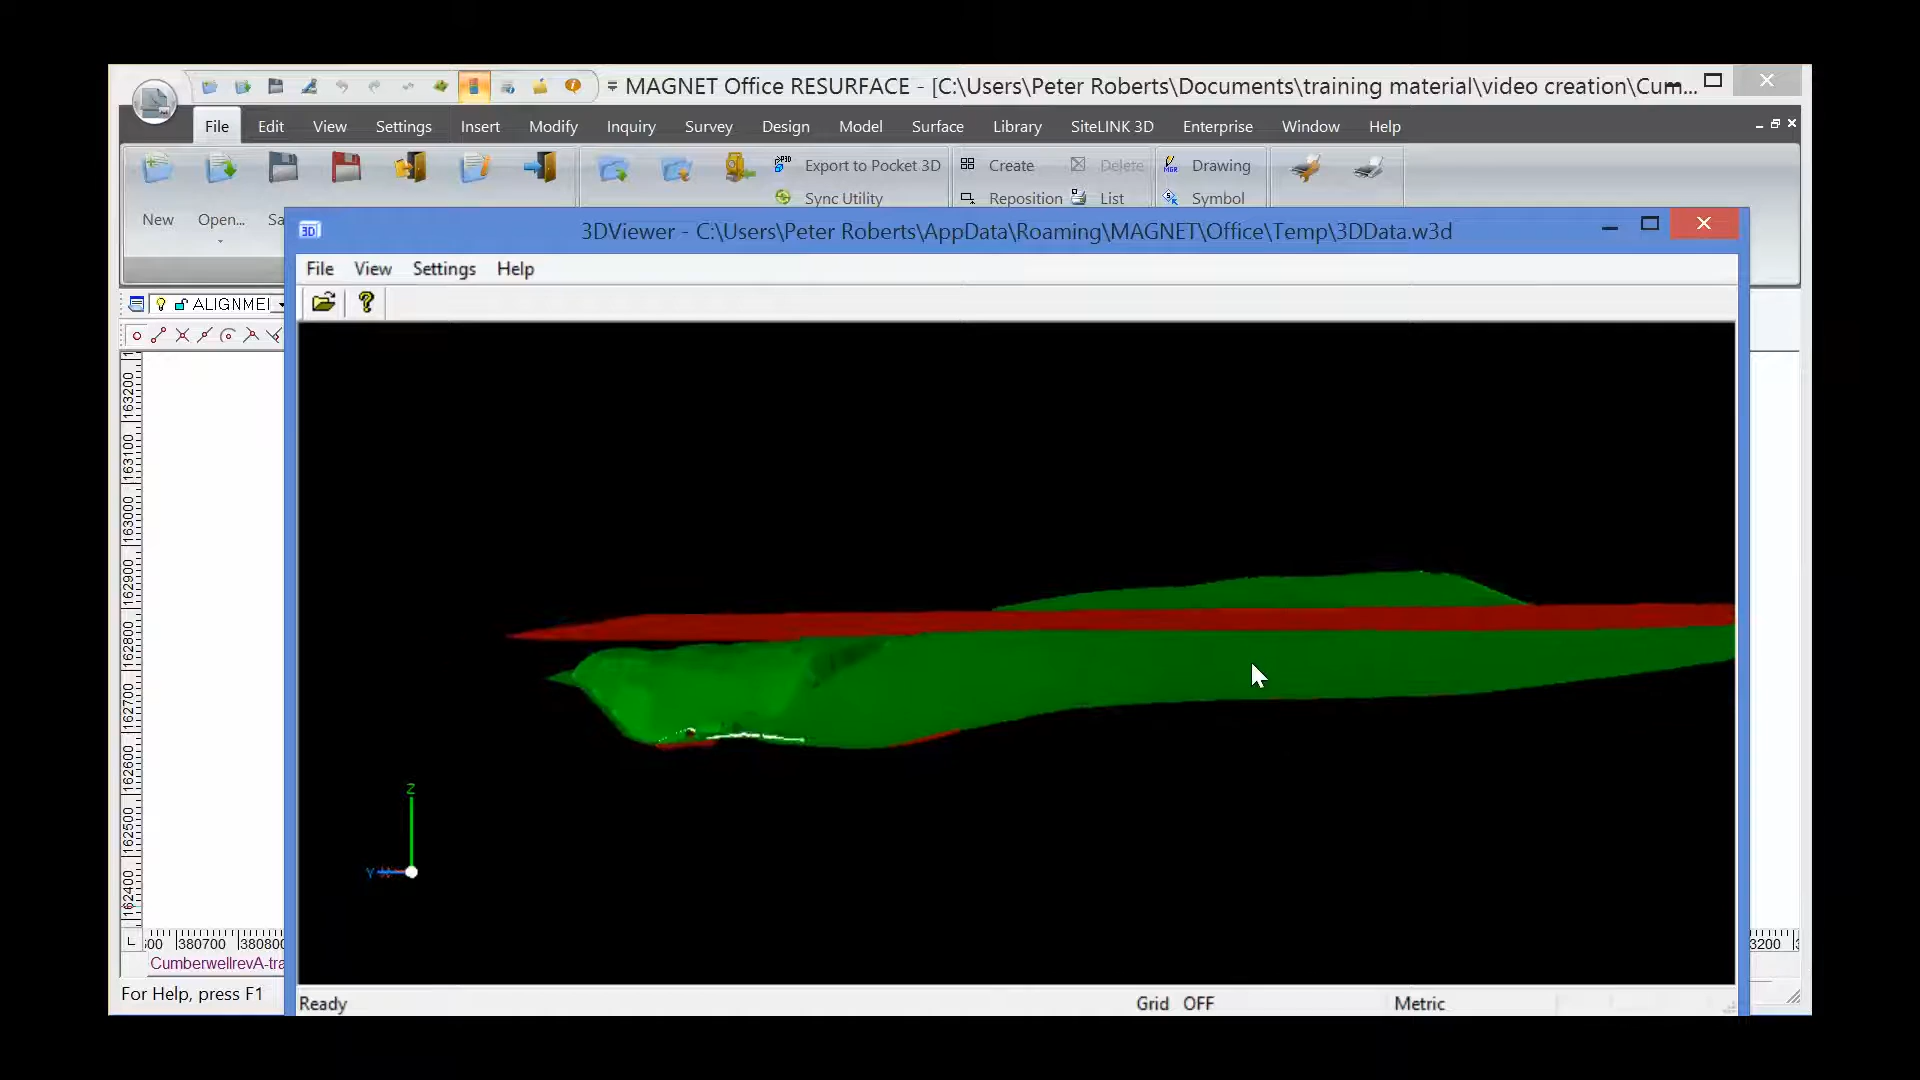 MAGNET Office RESURFACE - [C:\Users\Peter Roberts\Documents\training material\video creation\Cum...
File Edit View Settings Insert Modify Inquiry Survey Design Model Surface Library SiteLINK 3D Enterprise Window Help
Export to Pocket 3D Create Delete Drawing
Sync Utility Reposition List Symbol
New Open... Sa
3DViewer - C:\Users\Peter Roberts\AppData\Roaming\MAGNET\Office\Temp\3DData.w3d
File View Settings Help
ALIGNMEI
163200
163100
163000
162900
162800
162700
162600
162500
162400
Z
Y
380700 380800
3200
CumberwellrevA-tra
For Help, press F1
Ready Grid OFF Metric